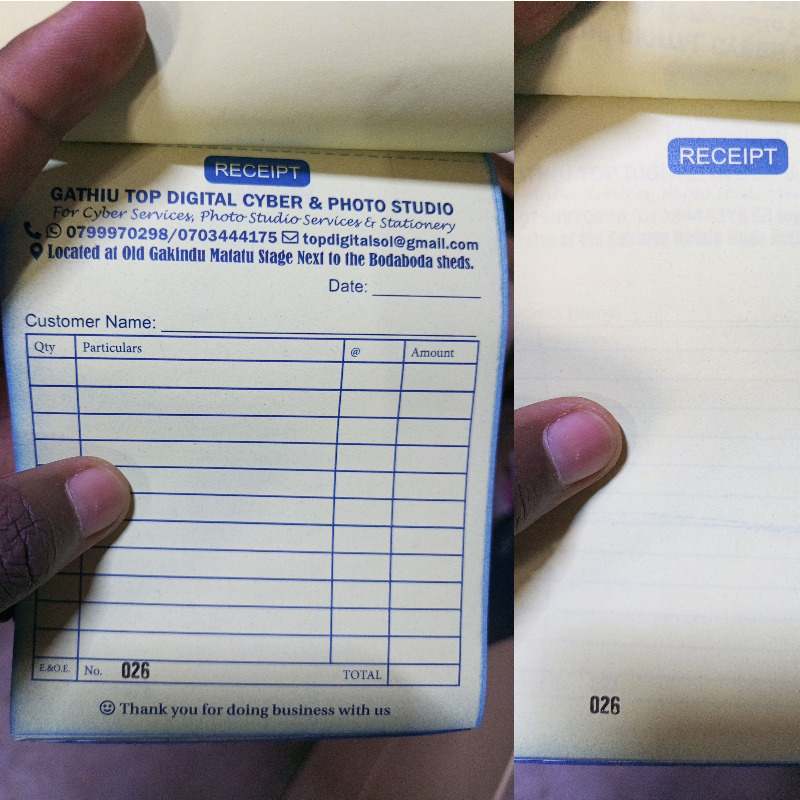 RECEIPT
GATHIU TOP DIGITAL CYBER & PHOTO STUDIO
For Cyber Services, Photo Studio Services & Stationery
0799970298/0703444175 topdigitalsol@gmail.com
Located at Old Gakindu Matatu Stage Next to the Bodaboda sheds.
Date:
Customer Name:
Qty Particulars @ Amount
E.&O.E. No. 026 TOTAL
Thank you for doing business with us
RECEIPT
026